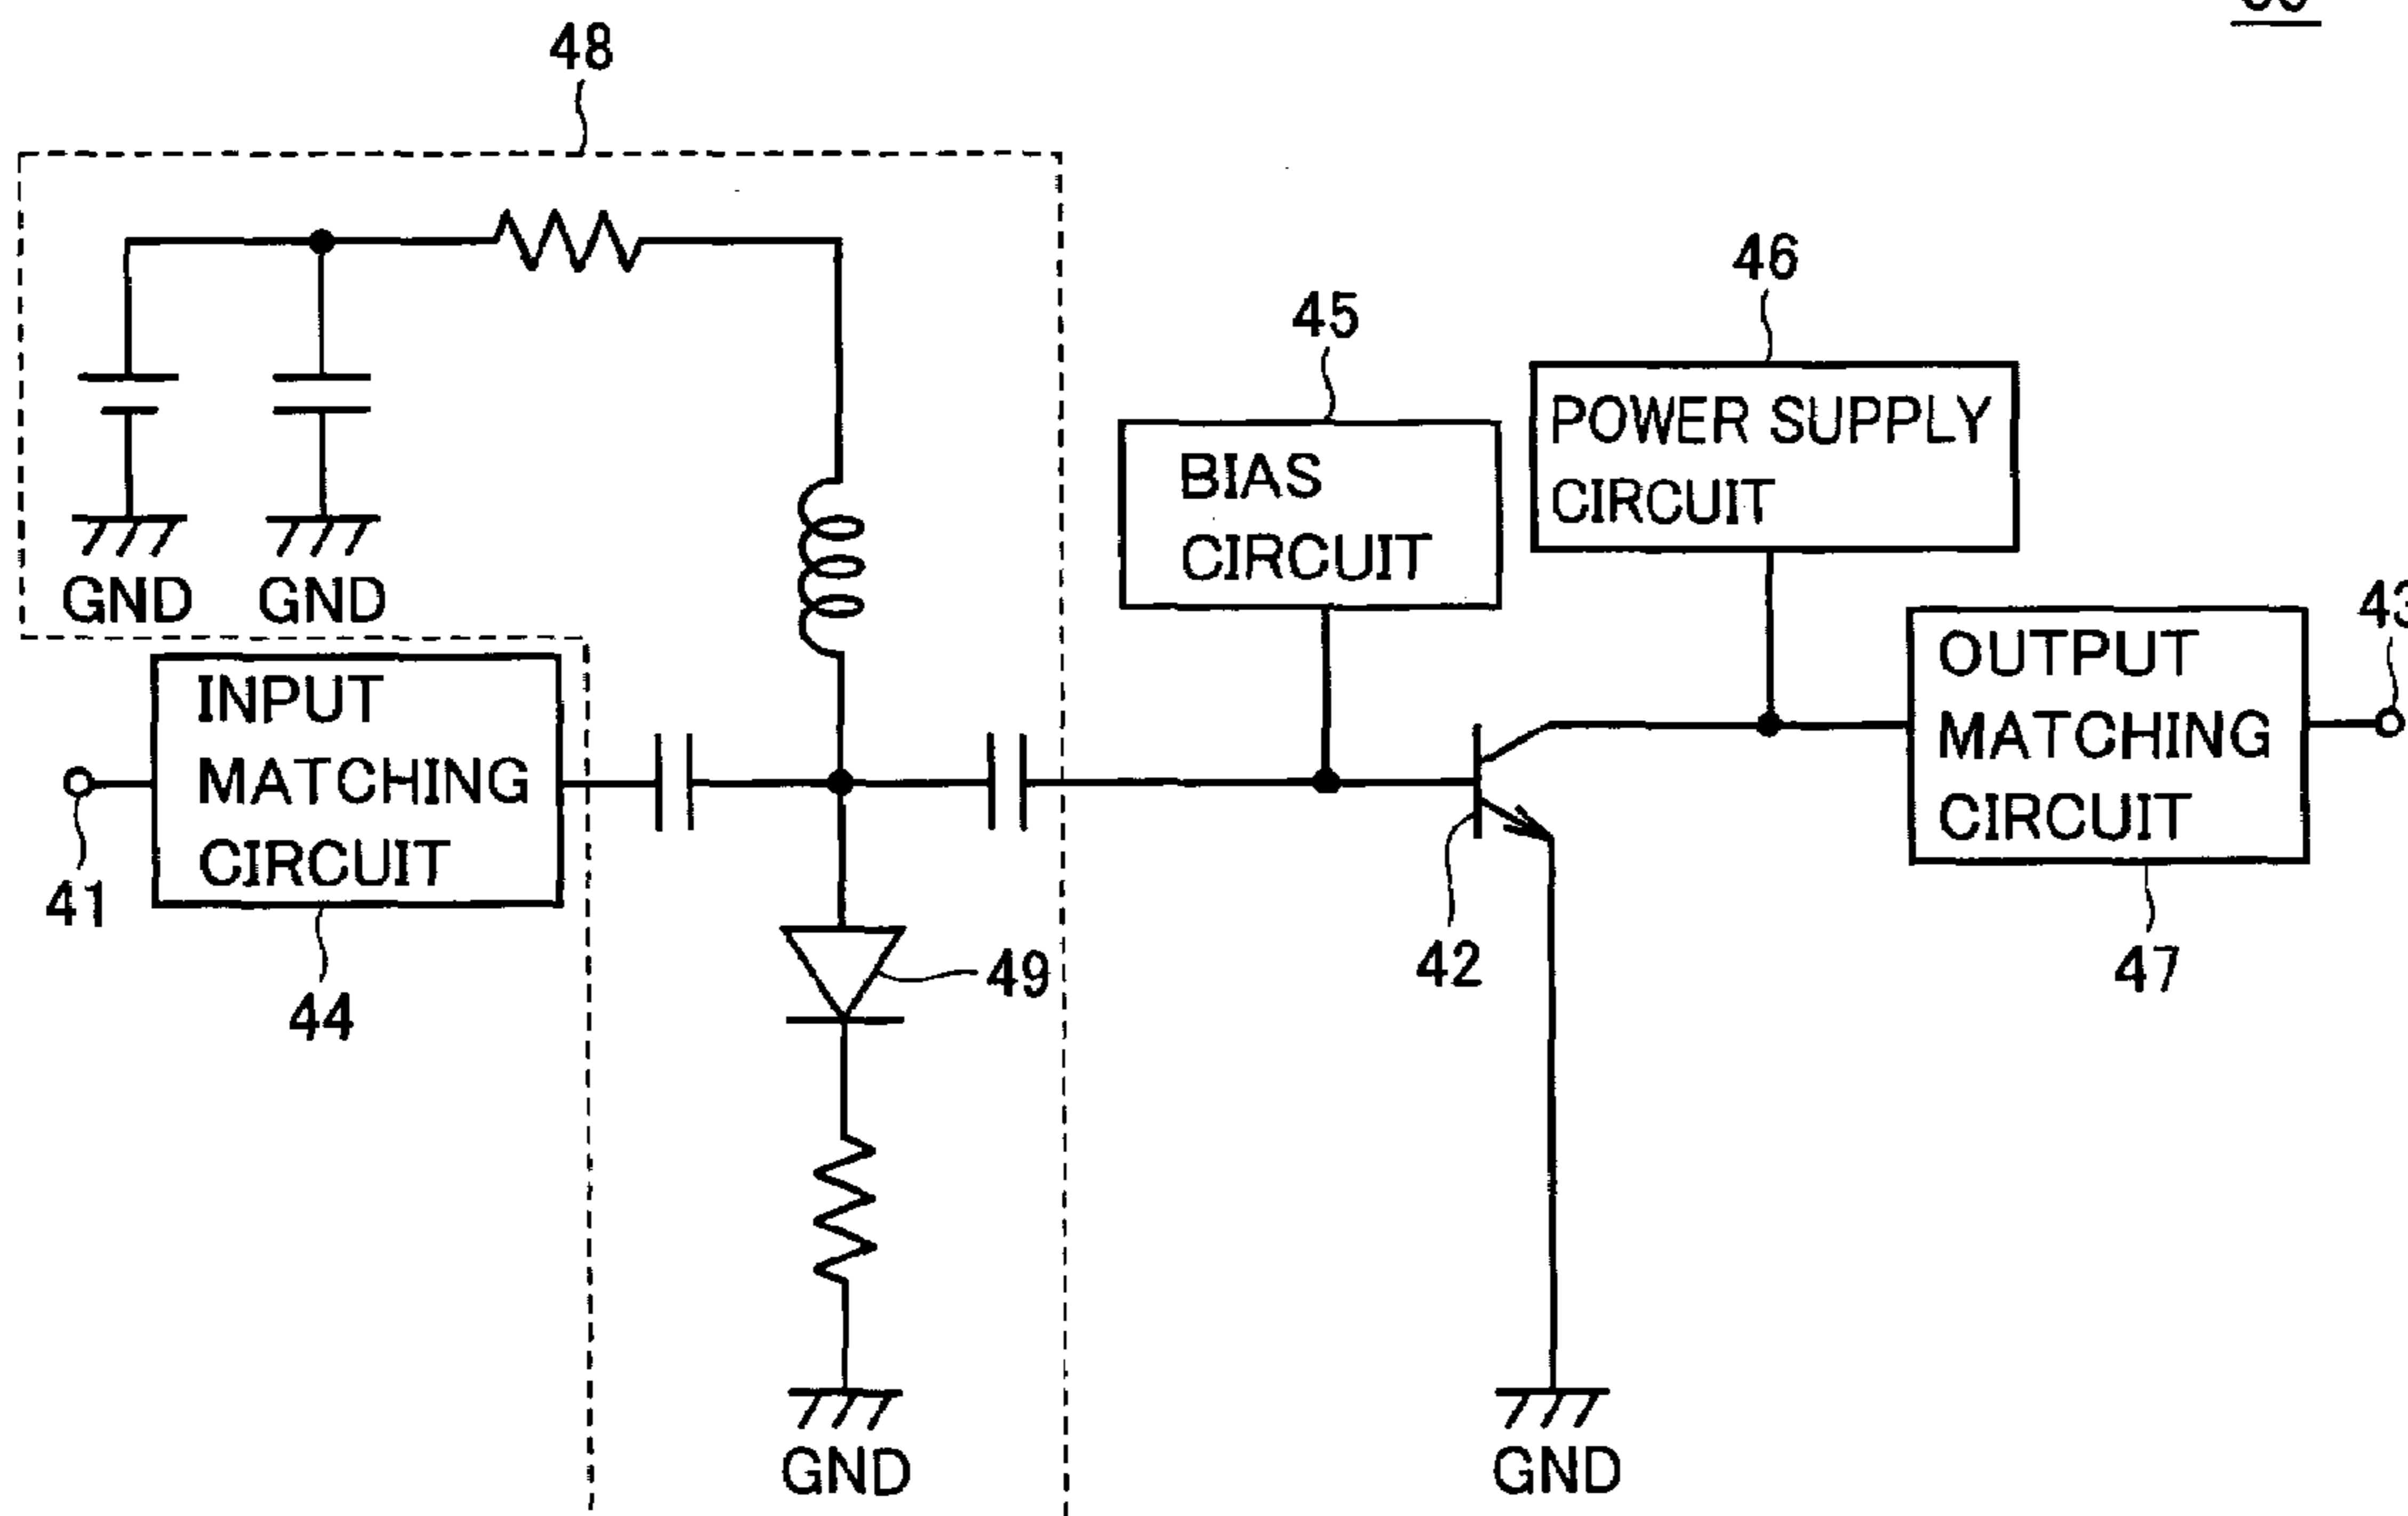 48
46
45
POWER SUPPLY
CIRCUIT
BIAS
CIRCUIT
GND
GND
43
INPUT
MATCHING
CIRCUIT
OUTPUT
MATCHING
CIRCUIT
41
44
49
42
47
GND
GND